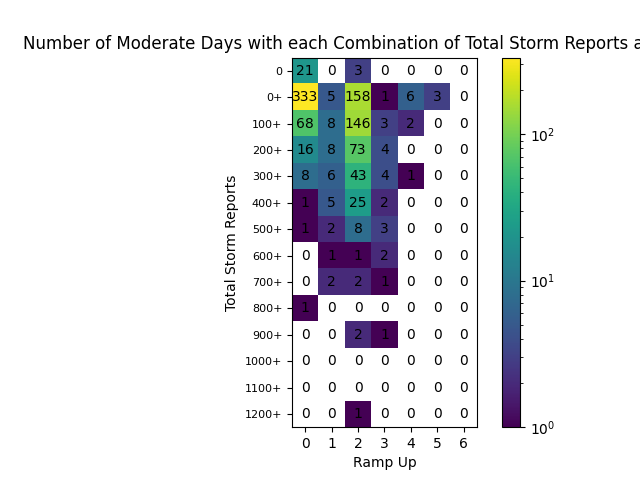 Number of Moderate Days with each Combination of Total Storm Reports a
0 21 0 3 0 0 0 0
0+ 333 5 158 1 6 3 0
100+ 68 8 146 3 2 0 0
200+ 16 8 73 4 0 0 0
300+ 8 6 43 4 1 0 0
400+ 1 5 25 2 0 0 0
500+ 1 2 8 3 0 0 0
600+ 0 1 1 2 0 0 0
700+ 0 2 2 1 0 0 0
800+ 1 0 0 0 0 0 0
900+ 0 0 2 1 0 0 0
1000+ 0 0 0 0 0 0 0
1100+ 0 0 0 0 0 0 0
1200+ 0 0 1 0 0 0 0
0 1 2 3 4 5 6
Ramp Up
Total Storm Reports
10²
10¹
10⁰